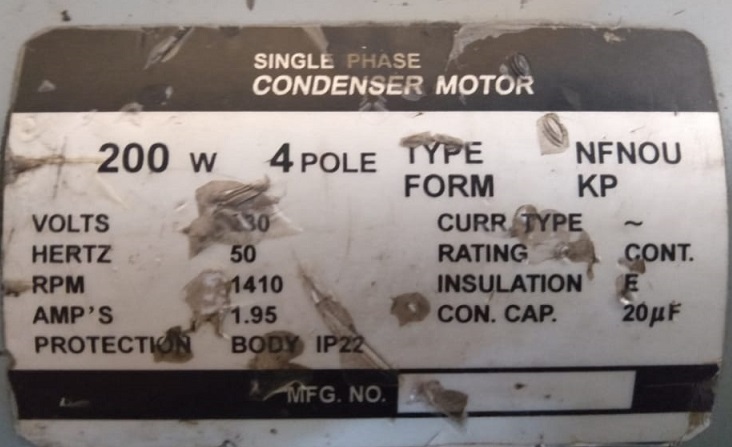 SINGLE PHASE
CONDENSER MOTOR
200 W 4 POLE TYPE NFNOU
FORM KP
VOLTS CURR TYPE ~
HERTZ 50 RATING CONT.
RPM 1410 INSULATION E
AMP'S 1.95 CON. CAP. 20µF
PROTECTION BODY IP22
MFG. NO.